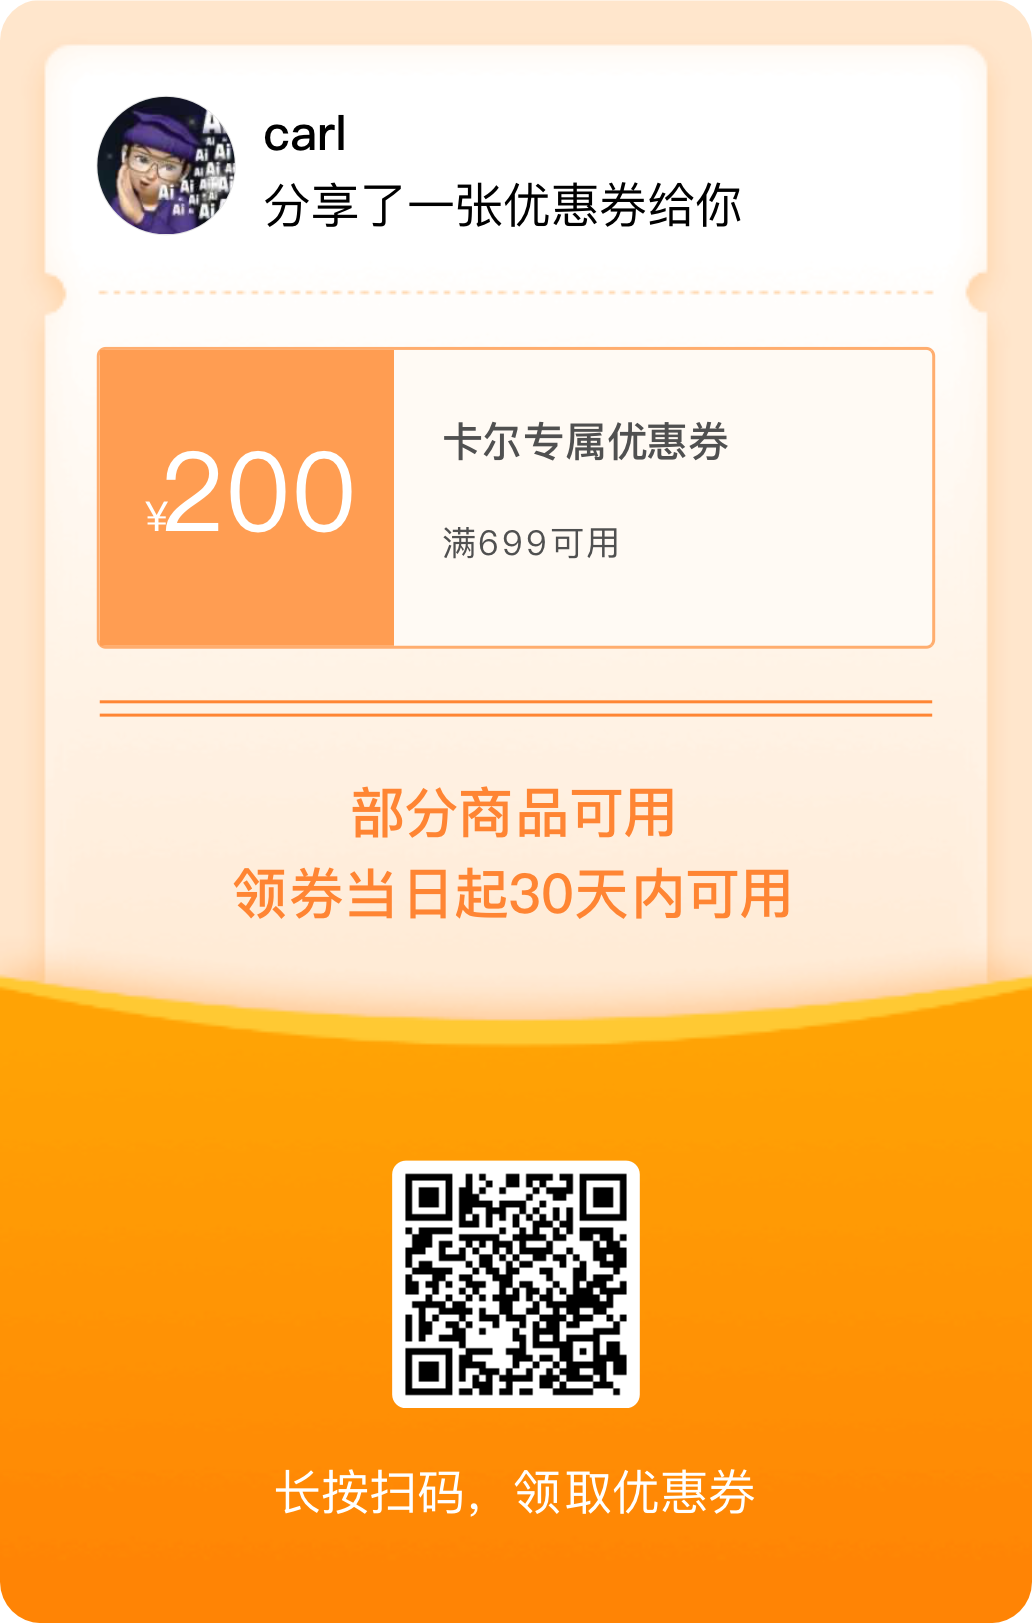 carl
分享了一张优惠券给你
¥200
卡尔专属优惠券
满699可用
部分商品可用
领券当日起30天内可用
长按扫码，领取优惠券